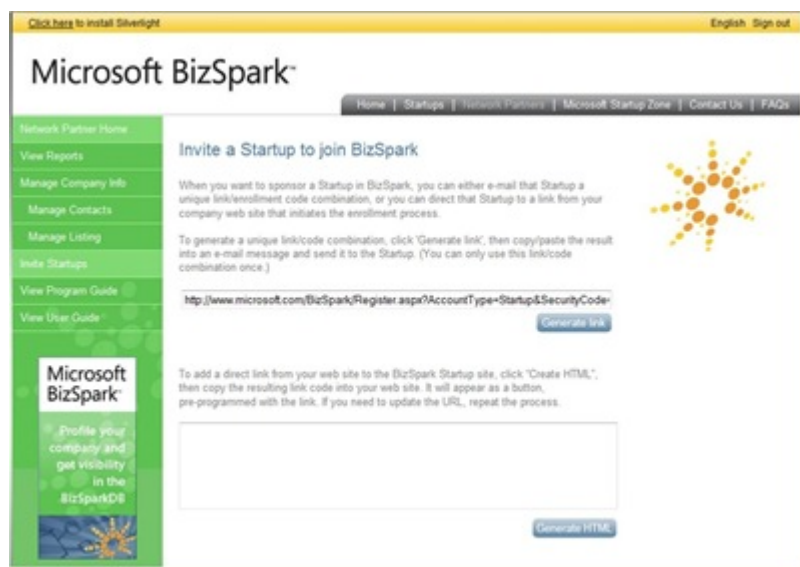 Click here to install Silverlight
English Sign out
Microsoft BizSpark™
Home | Startups | Network Partners | Microsoft Startup Zone | Contact Us | FAQs
Network Partner Home
View Reports
Manage Company Info
Manage Contacts
Manage Listing
Invite Startups
View Program Guide
View User Guide
Microsoft
BizSpark™
Profile your
company and
get visibility
in the
BizSparkDB
Invite a Startup to join BizSpark
When you want to sponsor a Startup in BizSpark, you can either e-mail that Startup a
unique link/enrollment code combination, or you can direct that Startup to a link from your
company web site that initiates the enrollment process.
To generate a unique link/code combination, click 'Generate link', then copy/paste the result
into an e-mail message and send it to the Startup. (You can only use this link/code
combination once.)
http://www.microsoft.com/BizSpark/Register.aspx?AccountType=Startup&SecurityCode=
Generate link
To add a direct link from your web site to the BizSpark Startup site, click "Create HTML",
then copy the resulting link code into your web site. It will appear as a button,
pre-programmed with the link. If you need to update the URL, repeat the process.
Generate HTML